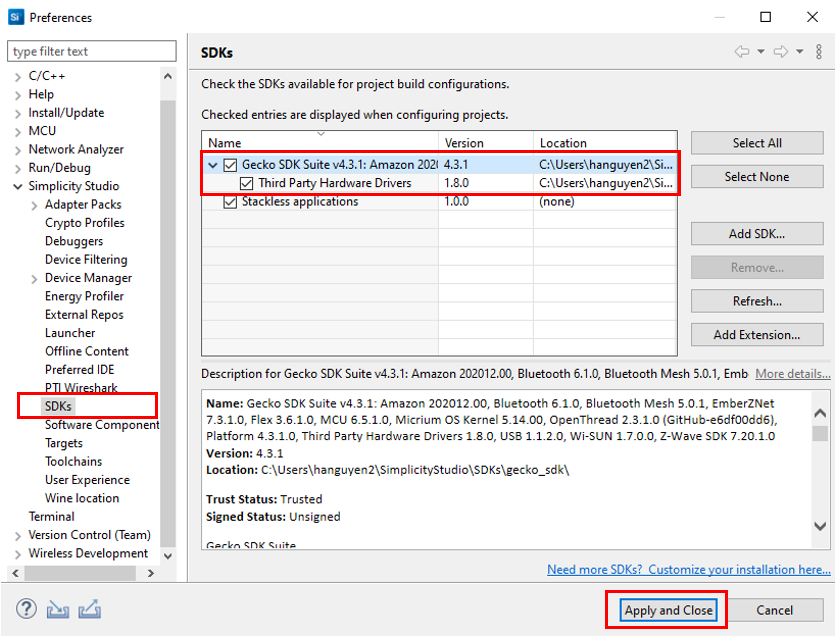 Si Preferences
type filter text
C/C++
Help
Install/Update
MCU
Network Analyzer
Run/Debug
Simplicity Studio
Adapter Packs
Crypto Profiles
Debuggers
Device Filtering
Device Manager
Energy Profiler
External Repos
Launcher
Offline Content
Preferred IDE
PTI Wireshark
SDKs
Software Component
Targets
Toolchains
User Experience
Wine location
Terminal
Version Control (Team)
Wireless Development
SDKs
Check the SDKs available for project build configurations.
Checked entries are displayed when configuring projects.
Name Version Location
Gecko SDK Suite v4.3.1: Amazon 202( 4.3.1 C:\Users\hanguyen2\Si...
Third Party Hardware Drivers 1.8.0 C:\Users\hanguyen2\Si...
Stackless applications 1.0.0 (none)
Select All
Select None
Add SDK...
Remove...
Refresh...
Add Extension...
Description for Gecko SDK Suite v4.3.1: Amazon 202012.00, Bluetooth 6.1.0, Bluetooth Mesh 5.0.1, Emb More details...
Name: Gecko SDK Suite v4.3.1: Amazon 202012.00, Bluetooth 6.1.0, Bluetooth Mesh 5.0.1, EmberZNet
7.3.1.0, Flex 3.6.1.0, MCU 6.5.1.0, Micrium OS Kernel 5.14.00, OpenThread 2.3.1.0 (GitHub-e6df00dd6),
Platform 4.3.1.0, Third Party Hardware Drivers 1.8.0, USB 1.1.2.0, Wi-SUN 1.7.0.0, Z-Wave SDK 7.20.1.0
Version: 4.3.1
Location: C:\Users\hanguyen2\SimplicityStudio\SDKs\gecko_sdk\
Trust Status: Trusted
Signed Status: Unsigned
Gecko SDK Suite
Need more SDKs? Customize your installation here...
?
Apply and Close
Cancel